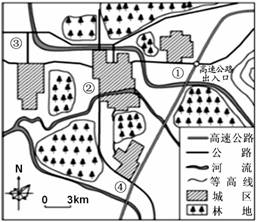 ③
①
高速公路
出入口
②
高速公路
公 路
河 流
等 高 线
城 区
林 地
④
N
0 3km